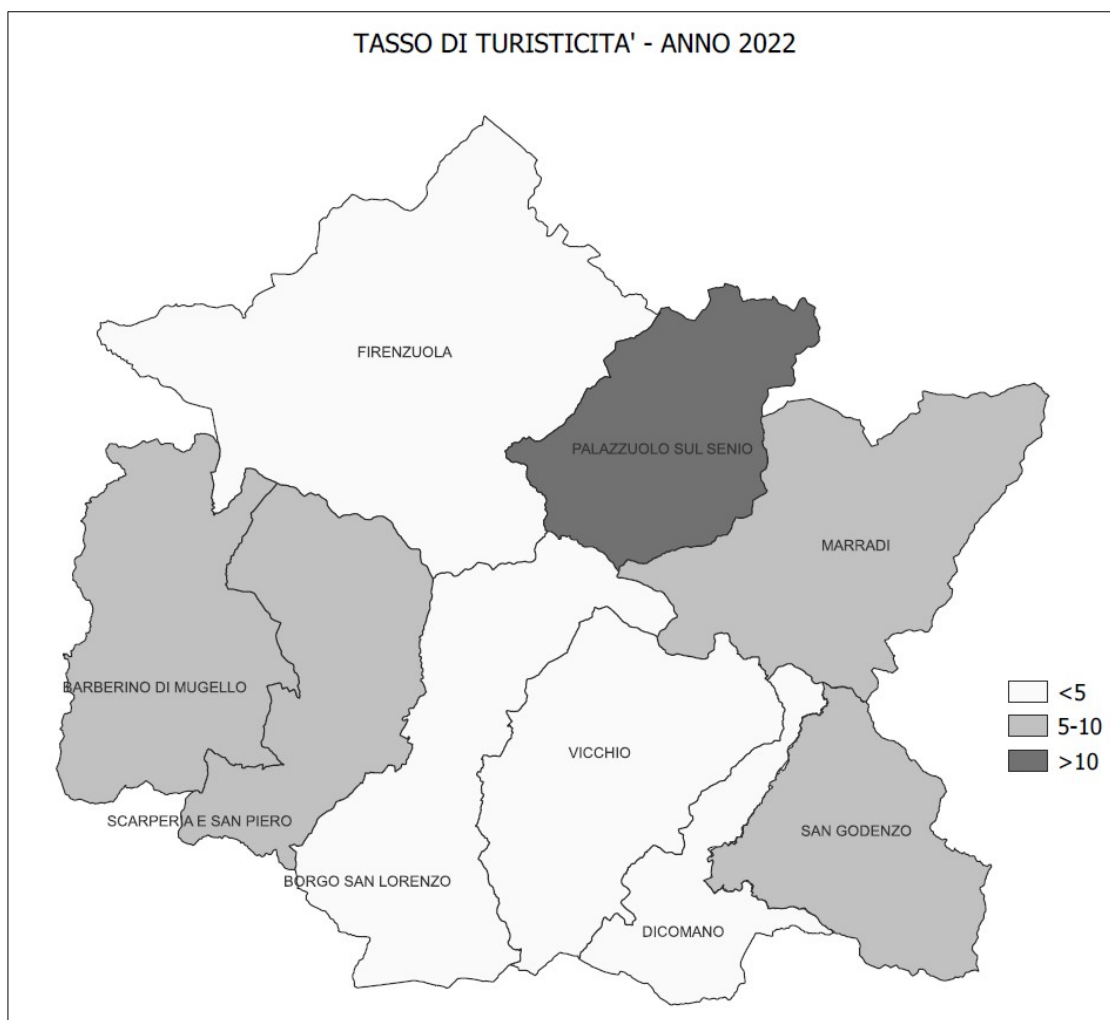 TASSO DI TURISTICITA' - ANNO 2022
FIRENZUOLA
PALAZZUOLO SUL SENIO
MARRADI
BARBERINO DI MUGELLO
<5
5-10
>10
VICCHIO
SCARPERIA E SAN PIERO
SAN GODENZO
BORGO SAN LORENZO
DICOMANO